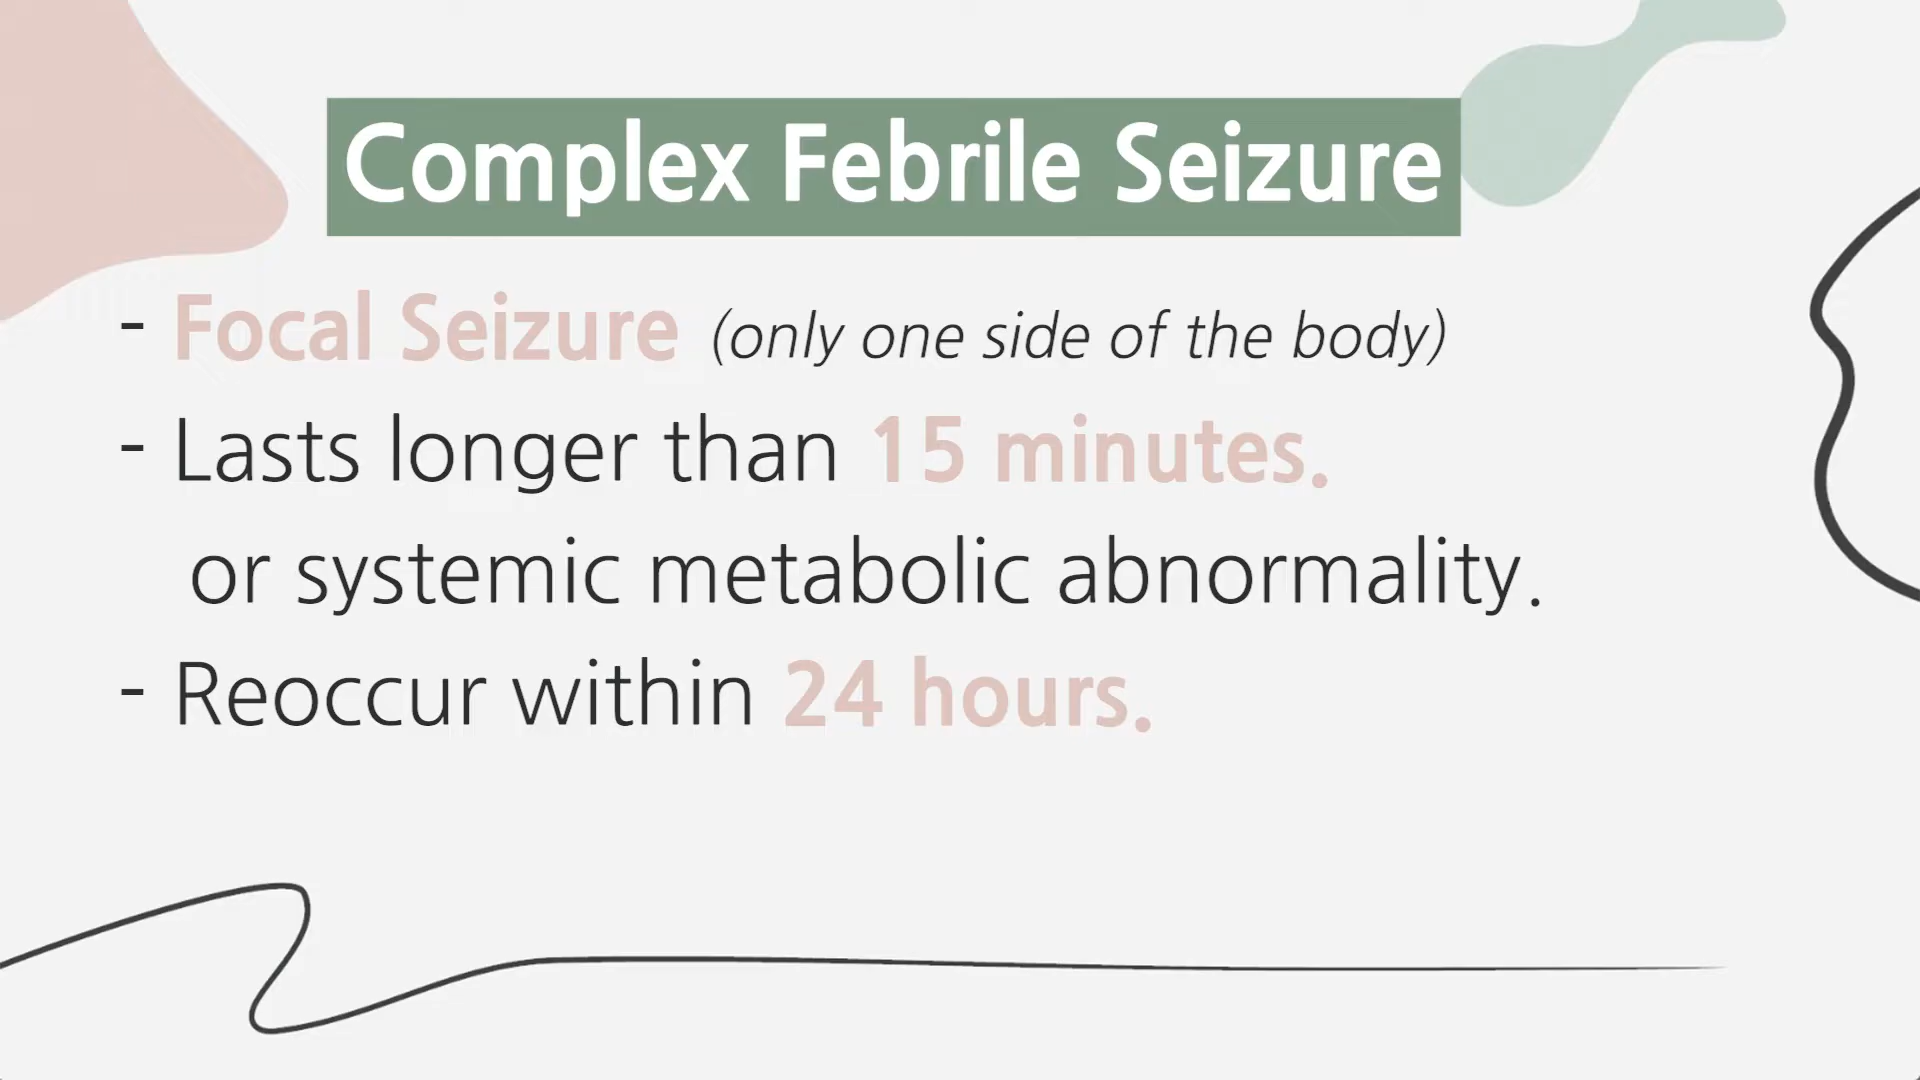 Complex Febrile Seizure
- Focal Seizure (only one side of the body)
- Lasts longer than 15 minutes.
or systemic metabolic abnormality.
- Reoccur within 24 hours.